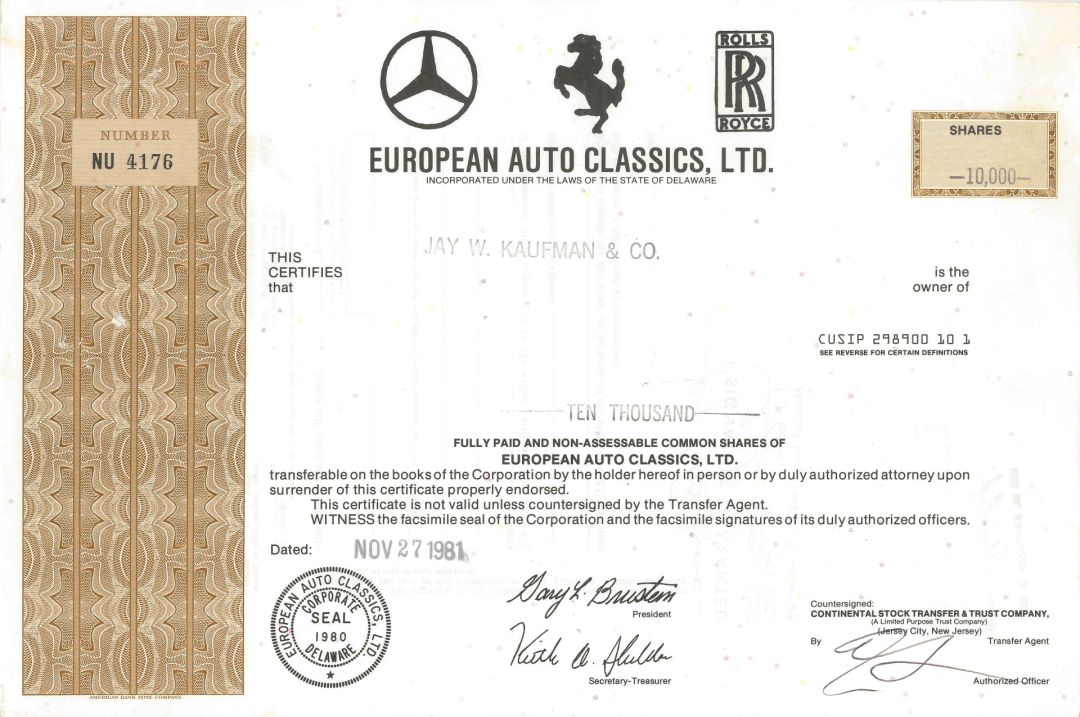 ROLLS
RR
ROYCE
NUMBER
NU 4176
EUROPEAN AUTO CLASSICS, LTD.
INCORPORATED UNDER THE LAWS OF THE STATE OF DELAWARE
SHARES
—10,000—
THIS
CERTIFIES
that
JAY W. KAUFMAN & CO.
is the
owner of
CUSIP 298900 10 1
SEE REVERSE FOR CERTAIN DEFINITIONS
TEN THOUSAND
FULLY PAID AND NON-ASSESSABLE COMMON SHARES OF
EUROPEAN AUTO CLASSICS, LTD.
transferable on the books of the Corporation by the holder hereof in person or by duly authorized attorney upon
surrender of this certificate properly endorsed.
This certificate is not valid unless countersigned by the Transfer Agent.
WITNESS the facsimile seal of the Corporation and the facsimile signatures of its duly authorized officers.
Dated:
NOV 27 1981
EUROPEAN AUTO CLASSICS, LTD
CORPORATE
SEAL
1980
DELAWARE
Gary L.
President
Keith A.
Secretary-Treasurer
Countersigned:
CONTINENTAL STOCK TRANSFER & TRUST COMPANY,
(A Limited Purpose Trust Company)
(Jersey City, New Jersey)
By
Transfer Agent
Authorized Officer
AMERICAN BANK NOTE COMPANY.